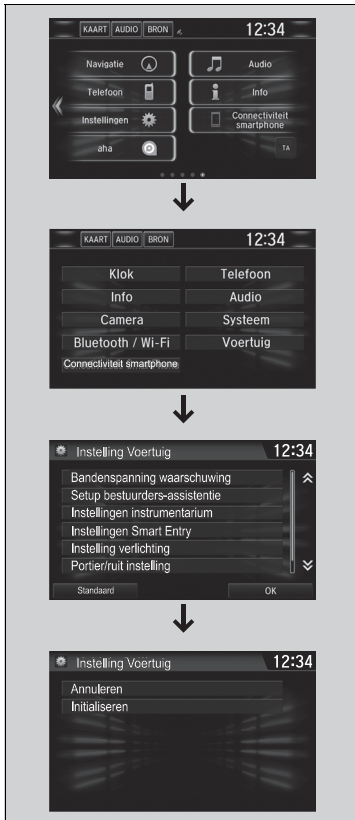 KAART AUDIO BRON 12:34
Navigatie Audio
Telefoon Info
Instellingen Connectiviteit smartphone
aha TA
KAART AUDIO BRON 12:34
Klok Telefoon
Info Audio
Camera Systeem
Bluetooth / Wi-Fi Voertuig
Connectiviteit smartphone
Instelling Voertuig 12:34
Bandenspanning waarschuwing
Setup bestuurders-assistentie
Instellingen instrumentarium
Instellingen Smart Entry
Instelling verlichting
Portier/ruit instelling
Standaard OK
Instelling Voertuig 12:34
Annuleren
Initialiseren